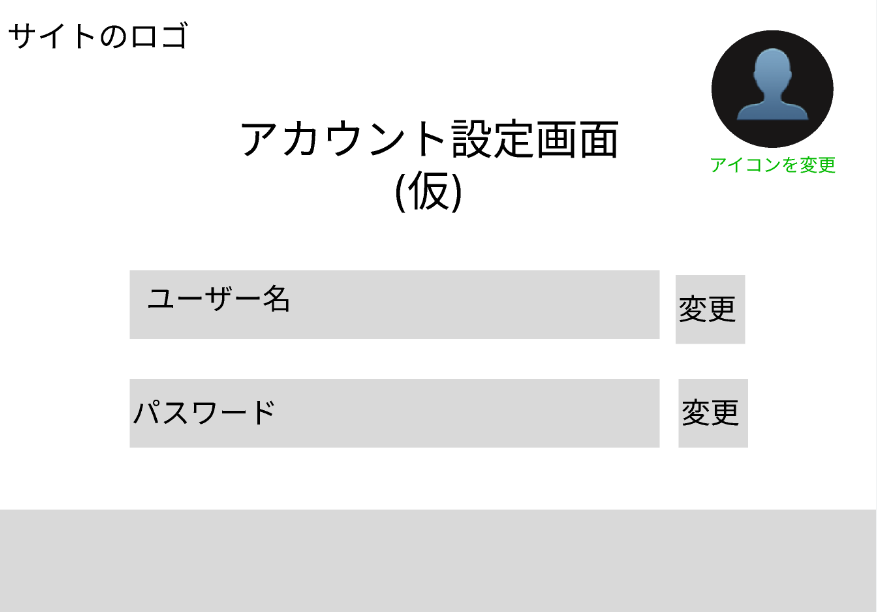 サイトのロゴ
アカウント設定画面
(仮)
アイコンを変更
ユーザー名
変更
パスワード
変更